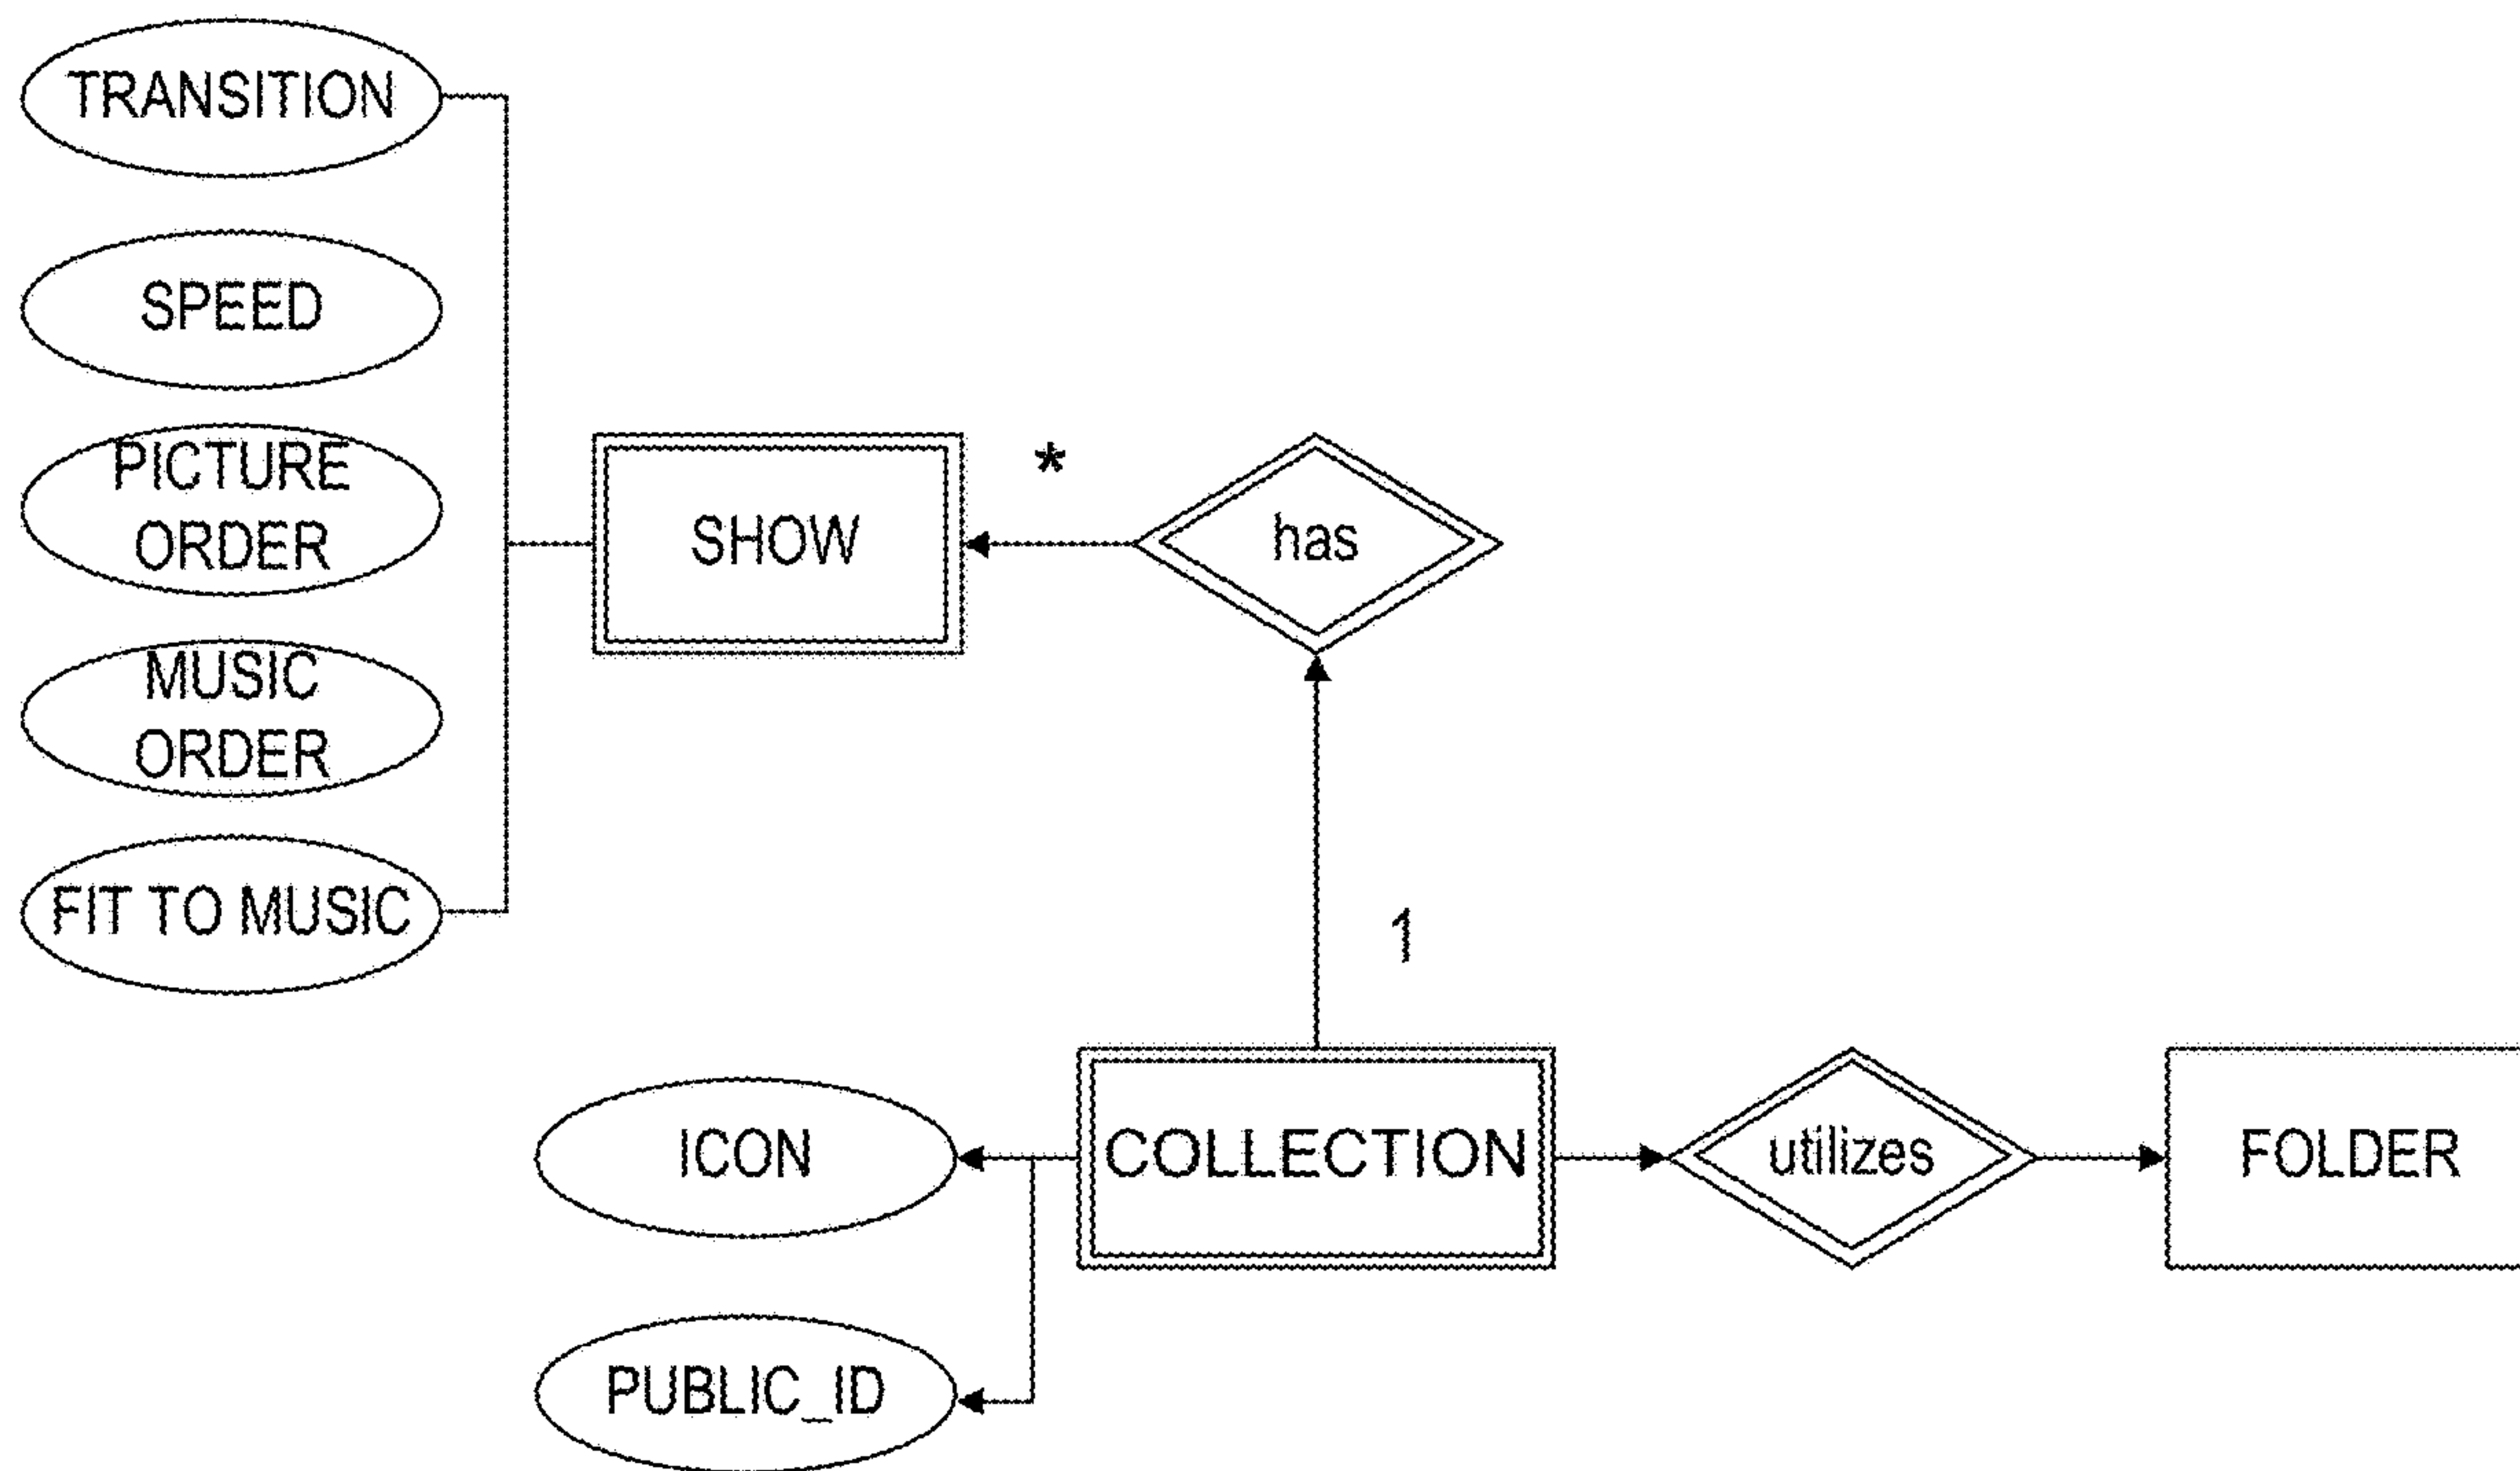 TRANSITION
SPEED
PICTURE
ORDER
SHOW
*
has
MUSIC
ORDER
FIT TO MUSIC
1
ICON
COLLECTION
utilizes
FOLDER
PUBLIC_ID